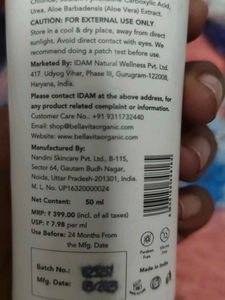 Urea, Aloe Barbadensis (Aloe Vera) Extract.
CAUTION: FOR EXTERNAL USE ONLY
Store in a cool & dry place, away from
sunlight. Avoid direct contact with eyes. We
recommend doing a patch test before use.
Marketed By: IDAM Natural Wellness Pvt. Ltd.
417, Udyog Vihar, Phase III, Gurugram-122008,
Haryana, India.
Please contact IDAM at the above address, for
any product related complaint or information.
Customer Care No.: +91 9311732440
Email : shop@bellavitaorganic.com
Website : www.bellavitaorganic.com
Manufactured By:
Nandini Skincare Pvt. Ltd., B-115,
Sector 64, Gautam Budh Nagar,
Noida, Uttar Pradesh-201301, India.
M. L. No. UP16320000024
Net Content: 50 ml
MRP: ₹ 399.00 (incl. of all taxes)
USP: ₹ 7.98 per ml
Use Before: 24 Months From
the Mfg. Date
Paraben
Free
Made in India
Batch No.:
Mfg. Date